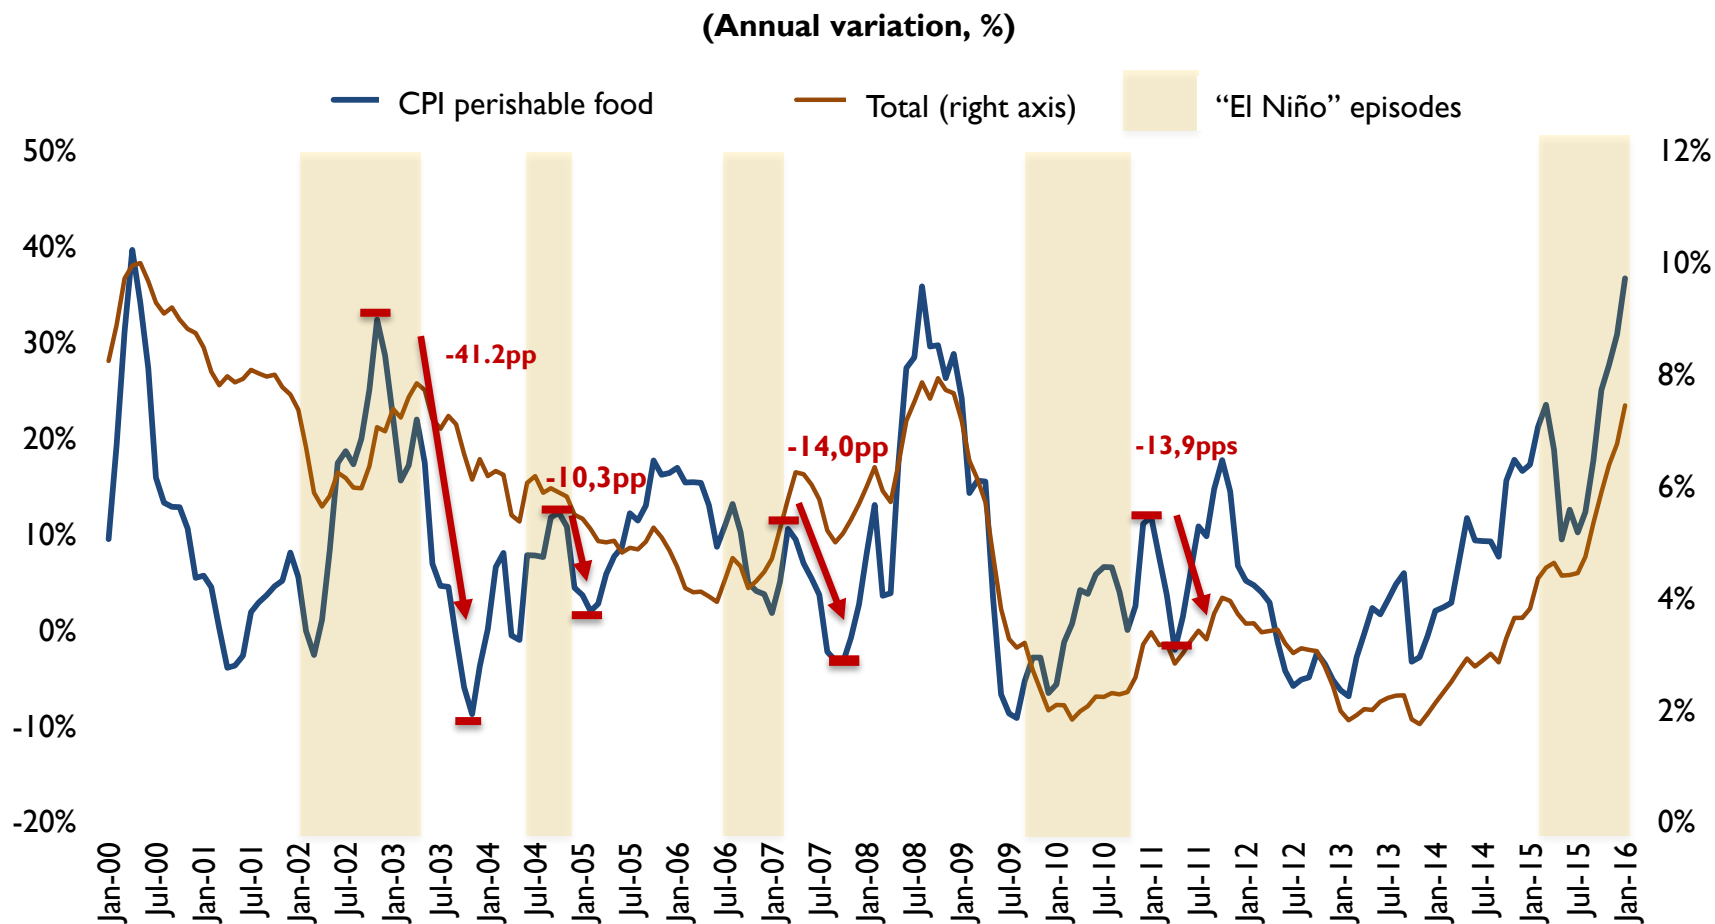 (Annual variation, %)
CPI perishable food
Total (right axis)
“El Niño” episodes
50%
40%
30%
20%
10%
0%
-10%
-20%
12%
10%
8%
6%
4%
2%
0%
-41.2pp
-10,3pp
-14,0pp
-13,9pps
Jan-00
Jul-00
Jan-01
Jul-01
Jan-02
Jul-02
Jan-03
Jul-03
Jan-04
Jul-04
Jan-05
Jul-05
Jan-06
Jul-06
Jan-07
Jul-07
Jan-08
Jul-08
Jan-09
Jul-09
Jan-10
Jul-10
Jan-11
Jul-11
Jan-12
Jul-12
Jan-13
Jul-13
Jan-14
Jul-14
Jan-15
Jul-15
Jan-16